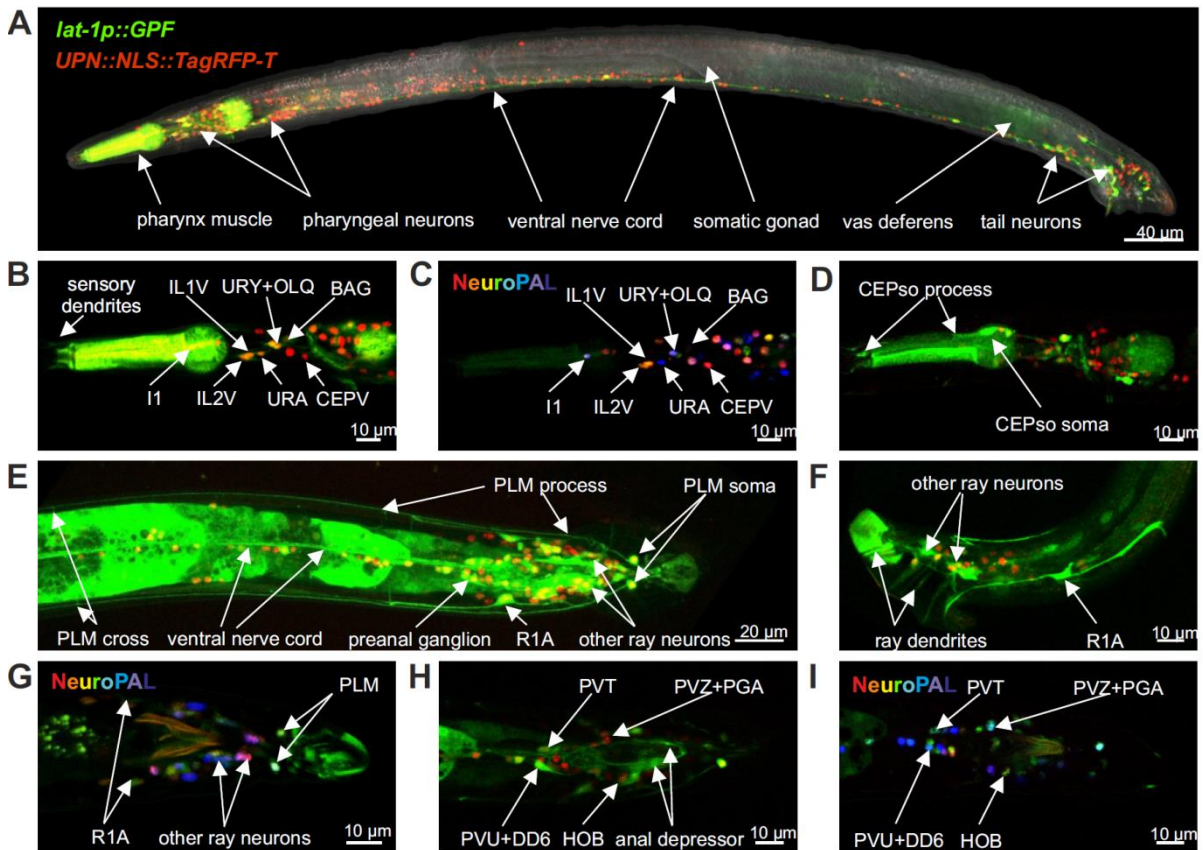 A
lat-1p::GPF
UPN::NLS::TagRFP-T
pharynx muscle
pharyngeal neurons
ventral nerve cord
somatic gonad
vas deferens
tail neurons
40 µm
B
sensory
dendrites
IL1V
URY+OLQ
BAG
I1
IL2V
URA
CEPV
10 µm
C
NeuroPAL
IL1V
URY+OLQ
BAG
I1
IL2V
URA
CEPV
10 µm
D
CEPso process
CEPso soma
10 µm
E
PLM process
PLM soma
PLM cross
ventral nerve cord
preanal ganglion
R1A
other ray neurons
20 µm
F
other ray neurons
ray dendrites
R1A
10 µm
G
NeuroPAL
PLM
R1A
other ray neurons
10 µm
H
PVT
PVZ+PGA
PVU+DD6
HOB
anal depressor
10 µm
I
NeuroPAL
PVT
PVZ+PGA
PVU+DD6
HOB
10 µm